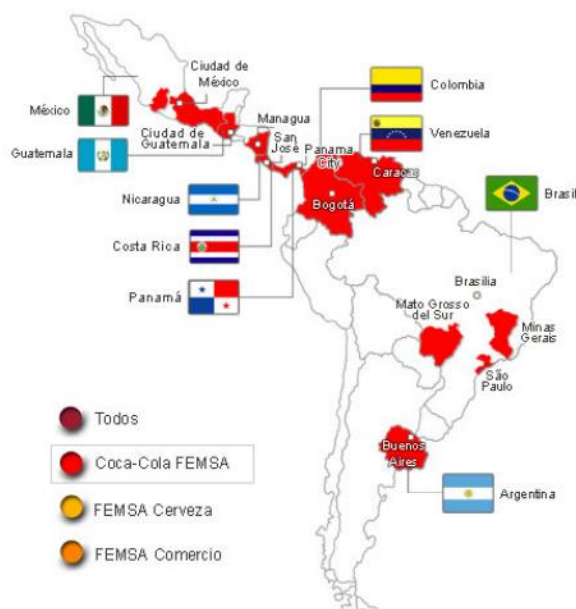 Ciudad de
México
México
Ciudad de
Guatemala
Guatemala
Managua
San
José
Panama
City
Nicaragua
Costa Rica
Panamá
Colombia
Venezuela
Caracas
Bogotá
Brasil
Brasilia
Mato Grosso
del Sur
Minas
Gerais
São
Paulo
Buenos
Aires
Argentina
Todos
Coca-Cola FEMSA
FEMSA Cerveza
FEMSA Comercio